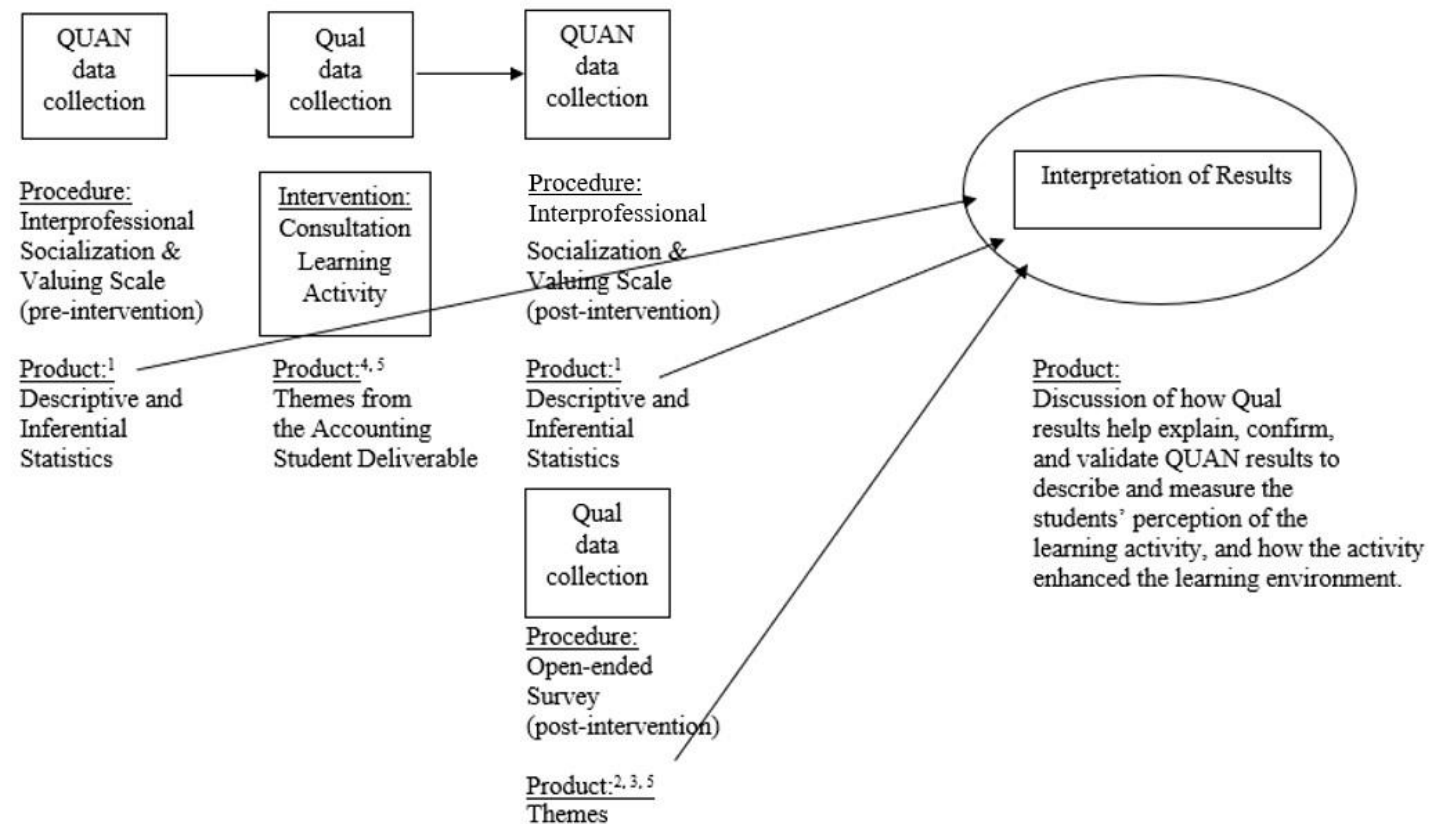 QUAN
data
collection
Qual
data
collection
QUAN
data
collection
Procedure:
Interprofessional
Socialization &
Valuing Scale
(pre-intervention)
Product:¹
Descriptive and
Inferential
Statistics
Intervention:
Consultation
Learning
Activity
Product:⁴, ⁵
Themes from
the Accounting
Student Deliverable
Procedure:
Interprofessional
Socialization &
Valuing Scale
(post-intervention)
Product:¹
Descriptive and
Inferential
Statistics
Qual
data
collection
Procedure:
Open-ended
Survey
(post-intervention)
Product:², ³, ⁵
Themes
Interpretation of Results
Product:
Discussion of how Qual
results help explain, confirm,
and validate QUAN results to
describe and measure the
students’ perception of the
learning activity, and how the activity
enhanced the learning environment.